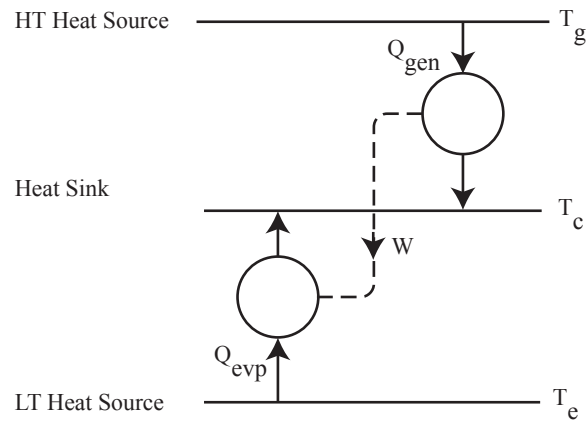 HT Heat Source
T_g
Q_gen
Heat Sink
T_c
W
Q_evp
LT Heat Source
T_e